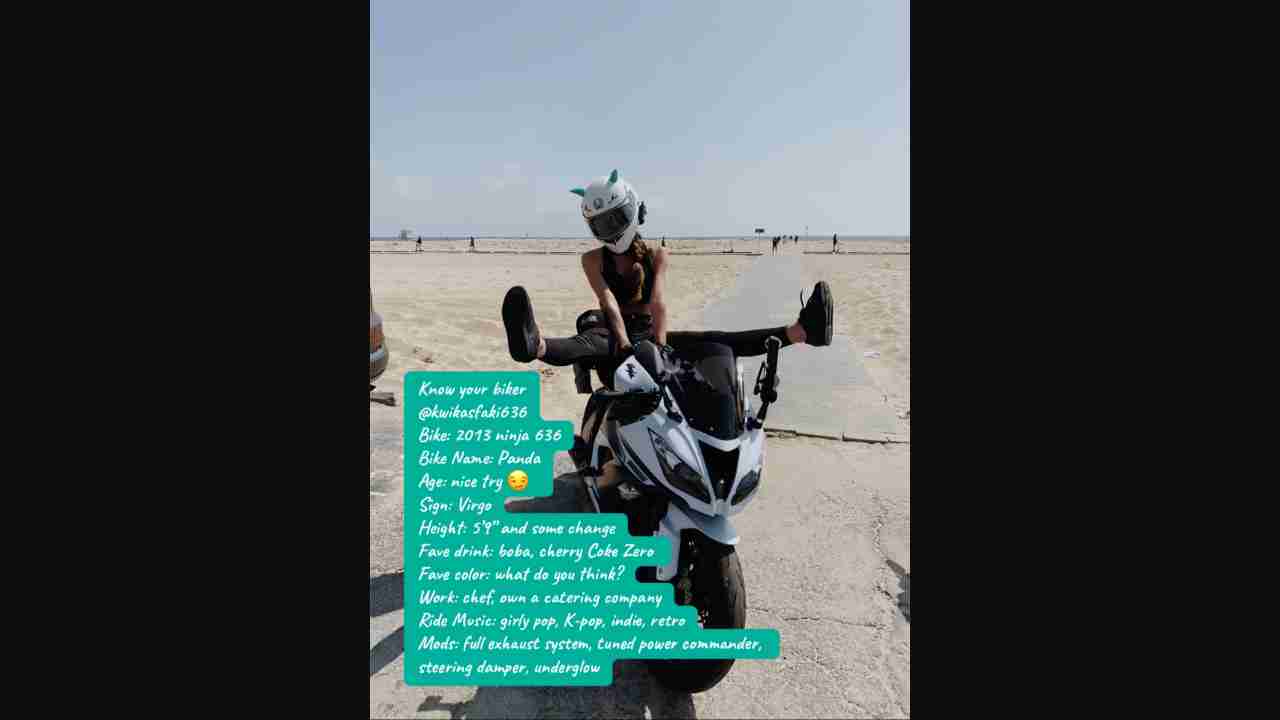 Know your biker
@kwikasfaki636
Bike: 2013 ninja 636
Bike Name: Panda
Age: nice try 😏
Sign: Virgo
Height: 5'9" and some change
Fave drink: boba, cherry Coke Zero
Fave color: what do you think?
Work: chef, own a catering company
Ride Music: girly pop, K-pop, indie, retro
Mods: full exhaust system, tuned power commander,
steering damper, underglow